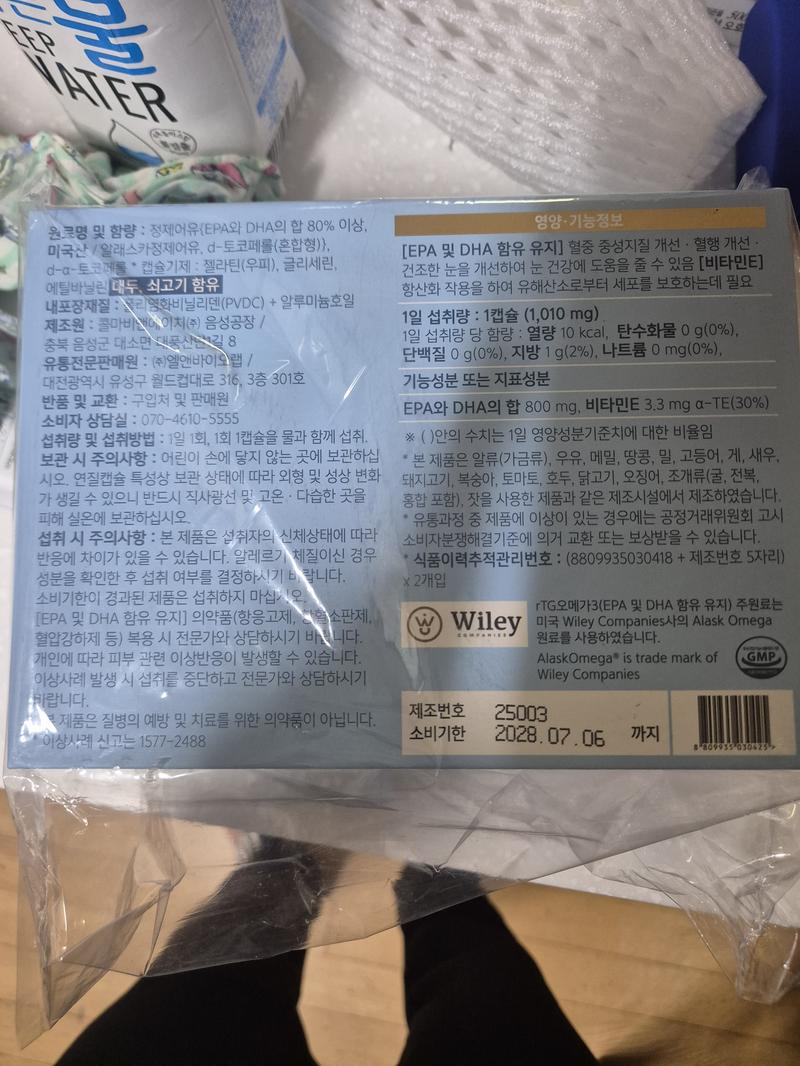 물
EEP
WATER
원료명 및 함량 : 정제어유{EPA와 DHA의 합 80% 이상,
미국산 / 알래스카정제어유, d-토코페롤(혼합형)},
d-α-토코페롤 * 캡슐기제 : 젤라틴(우피), 글리세린,
에틸바닐린 대두, 쇠고기 함유
내포장재질 : 폴리염화비닐리덴(PVDC) + 알루미늄호일
제조원 : 콜마비앤에이치㈜ 음성공장 /
충북 음성군 대소면 대풍산단1길 8
유통전문판매원 : ㈜엘앤바이오랩 /
대전광역시 유성구 월드컵대로 316, 3층 301호
반품 및 교환 : 구입처 및 판매원
소비자 상담실 : 070-4610-5555
섭취량 및 섭취방법 : 1일 1회, 1회 1캡슐을 물과 함께 섭취.
보관 시 주의사항 : 어린이 손에 닿지 않는 곳에 보관하십
시오. 연질캡슐 특성상 보관 상태에 따라 외형 및 성상 변화
가 생길 수 있으니 반드시 직사광선 및 고온 · 다습한 곳을
피해 실온에 보관하십시오.
섭취 시 주의사항 : 본 제품은 섭취자의 신체상태에 따라
반응에 차이가 있을 수 있습니다. 알레르기 체질이신 경우
성분을 확인한 후 섭취 여부를 결정하시기 바랍니다.
소비기한이 경과된 제품은 섭취하지 마십시오.
[EPA 및 DHA 함유 유지] 의약품(항응고제, 항혈소판제,
혈압강하제 등) 복용 시 전문가와 상담하시기 바랍니다.
개인에 따라 피부 관련 이상반응이 발생할 수 있습니다.
이상사례 발생 시 섭취를 중단하고 전문가와 상담하시기
바랍니다.
제품은 질병의 예방 및 치료를 위한 의약품이 아닙니다.
* 이상사례 신고는 1577-2488
영양·기능정보
[EPA 및 DHA 함유 유지] 혈중 중성지질 개선 · 혈행 개선 ·
건조한 눈을 개선하여 눈 건강에 도움을 줄 수 있음 [비타민E]
항산화 작용을 하여 유해산소로부터 세포를 보호하는데 필요
1일 섭취량 : 1캡슐 (1,010 mg)
1일 섭취량 당 함량 : 열량 10 kcal, 탄수화물 0 g(0%),
단백질 0 g(0%), 지방 1 g(2%), 나트륨 0 mg(0%),
기능성분 또는 지표성분
EPA와 DHA의 합 800 mg, 비타민E 3.3 mg α-TE(30%)
※ ( )안의 수치는 1일 영양성분기준치에 대한 비율임
* 본 제품은 알류(가금류), 우유, 메밀, 땅콩, 밀, 고등어, 게, 새우,
돼지고기, 복숭아, 토마토, 호두, 닭고기, 오징어, 조개류(굴, 전복,
홍합 포함), 잣을 사용한 제품과 같은 제조시설에서 제조하였습니다.
* 유통과정 중 제품에 이상이 있는 경우에는 공정거래위원회 고시
소비자분쟁해결기준에 의거 교환 또는 보상받을 수 있습니다.
* 식품이력추적관리번호 : (8809935030418 + 제조번호 5자리)
x 2개입
Wiley
COMPANIES
rTG오메가3(EPA 및 DHA 함유 유지) 주원료는
미국 Wiley Companies사의 Alask Omega
원료를 사용하였습니다.
AlaskOmega® is trade mark of
Wiley Companies
GMP
제조번호 25003
소비기한 2028.07.06 까지
8 809935 030425 >